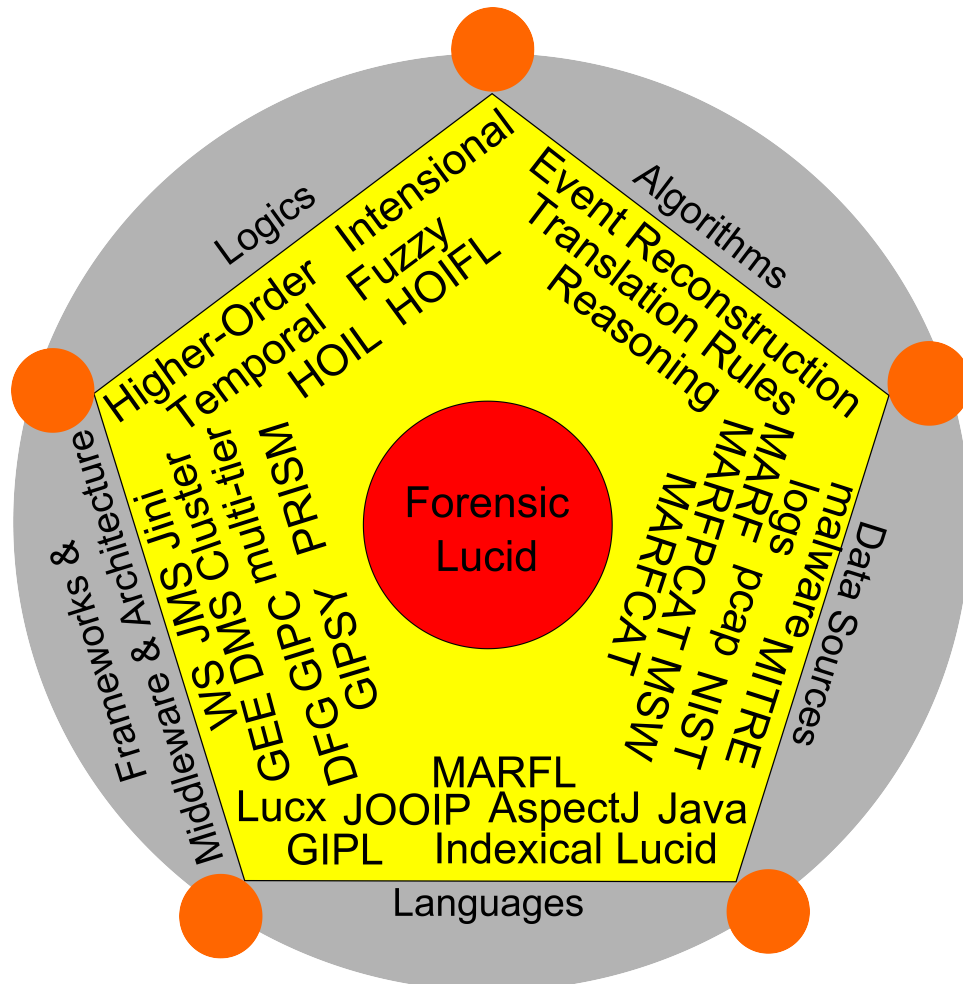 Logics
Higher-Order Intensional
Temporal Fuzzy
HOIL HOIFL
Algorithms
Event Reconstruction
Translation Rules
Reasoning
Forensic
Lucid
Frameworks &
Middleware & Architecture
WS JMS Jini
GEE DMS Cluster
DFG GIPC multi-tier
GIPSY PRISM
Data Sources
malware MITRE
logs
MARF pcap NIST
MARFPCAT MSW
MARFCAT
MARFL
Lucx JOOIP AspectJ Java
GIPL Indexical Lucid
Languages